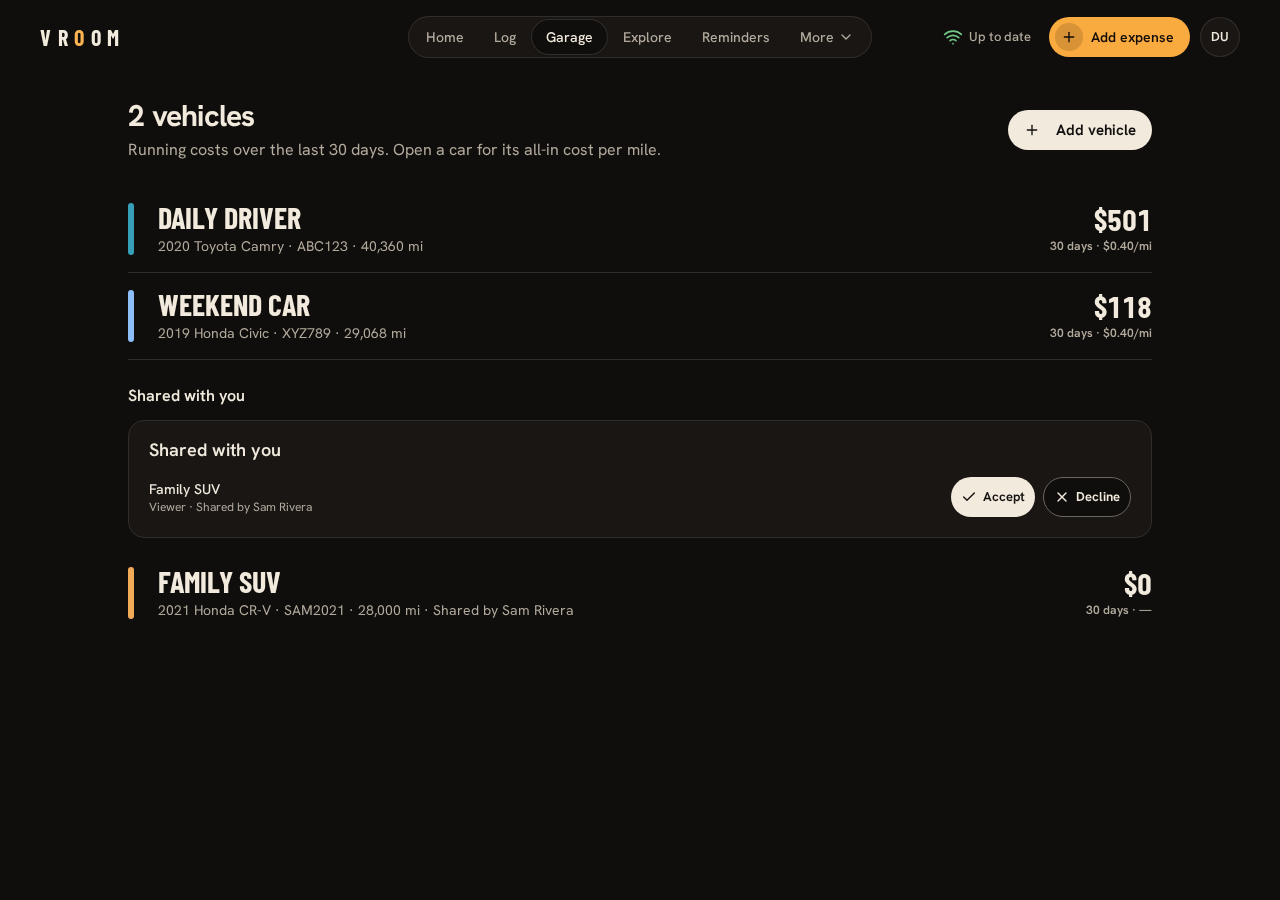 VROOM
Home Log Garage Explore Reminders More
Up to date
Add expense
DU
2 vehicles
Running costs over the last 30 days. Open a car for its all-in cost per mile.
Add vehicle
DAILY DRIVER
2020 Toyota Camry · ABC123 · 40,360 mi
$501
30 days · $0.40/mi
WEEKEND CAR
2019 Honda Civic · XYZ789 · 29,068 mi
$118
30 days · $0.40/mi
Shared with you
Shared with you
Family SUV
Viewer · Shared by Sam Rivera
Accept
Decline
FAMILY SUV
2021 Honda CR-V · SAM2021 · 28,000 mi · Shared by Sam Rivera
$0
30 days · —